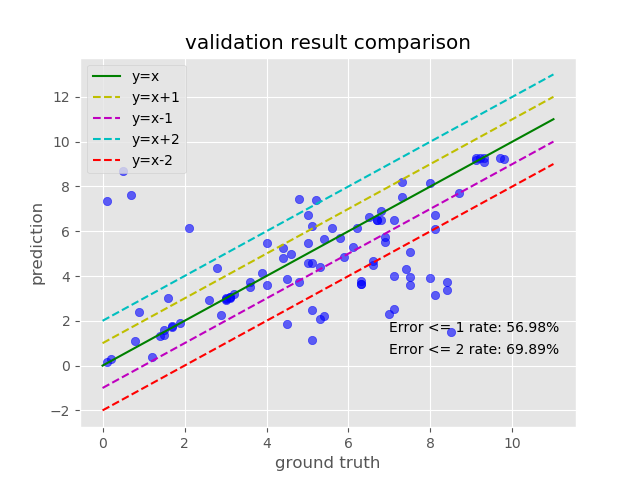 validation result comparison
y=x
y=x+1
y=x-1
y=x+2
y=x-2
12
10
8
6
4
2
0
−2
prediction
Error <= 1 rate: 56.98%
Error <= 2 rate: 69.89%
0 2 4 6 8 10
ground truth